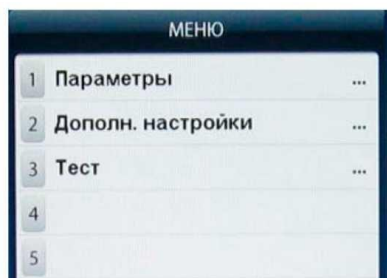 МЕНЮ
1 Параметры ...
2 Дополн. настройки ...
3 Тест ...
4
5